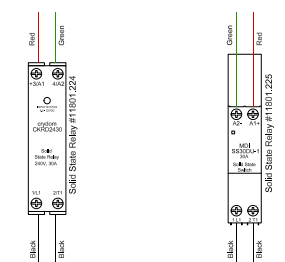 Red
Green
+3/A1
4/A2
crydom
CKRD2430
Solid
State Relay
240V, 30A
1/L1
2/T1
Black
Black
Solid State Relay #11801.224
Green
Red
A2-
A1+
MDI
SS30DU-1
30A
Solid State
Switch
1 L1
2 T1
Black
Black
Solid State Relay #11801.225